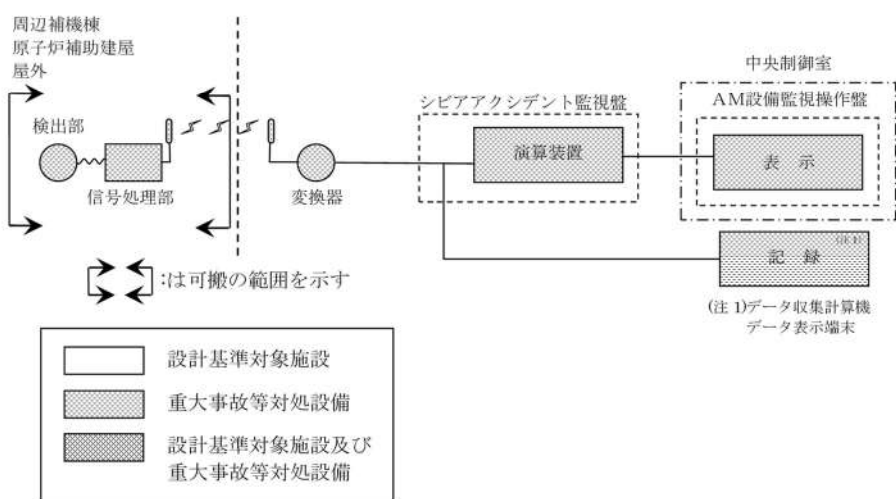 周辺補機棟
原子炉補助建屋
屋外
検出部
信号処理部
変換器
シビアアクシデント監視盤
演算装置
中央制御室
AM設備監視操作盤
表 示
(注 1)
記 録
(注 1)データ収集計算機
データ表示端末
:は可搬の範囲を示す
設計基準対象施設
重大事故等対処設備
設計基準対象施設及び
重大事故等対処設備